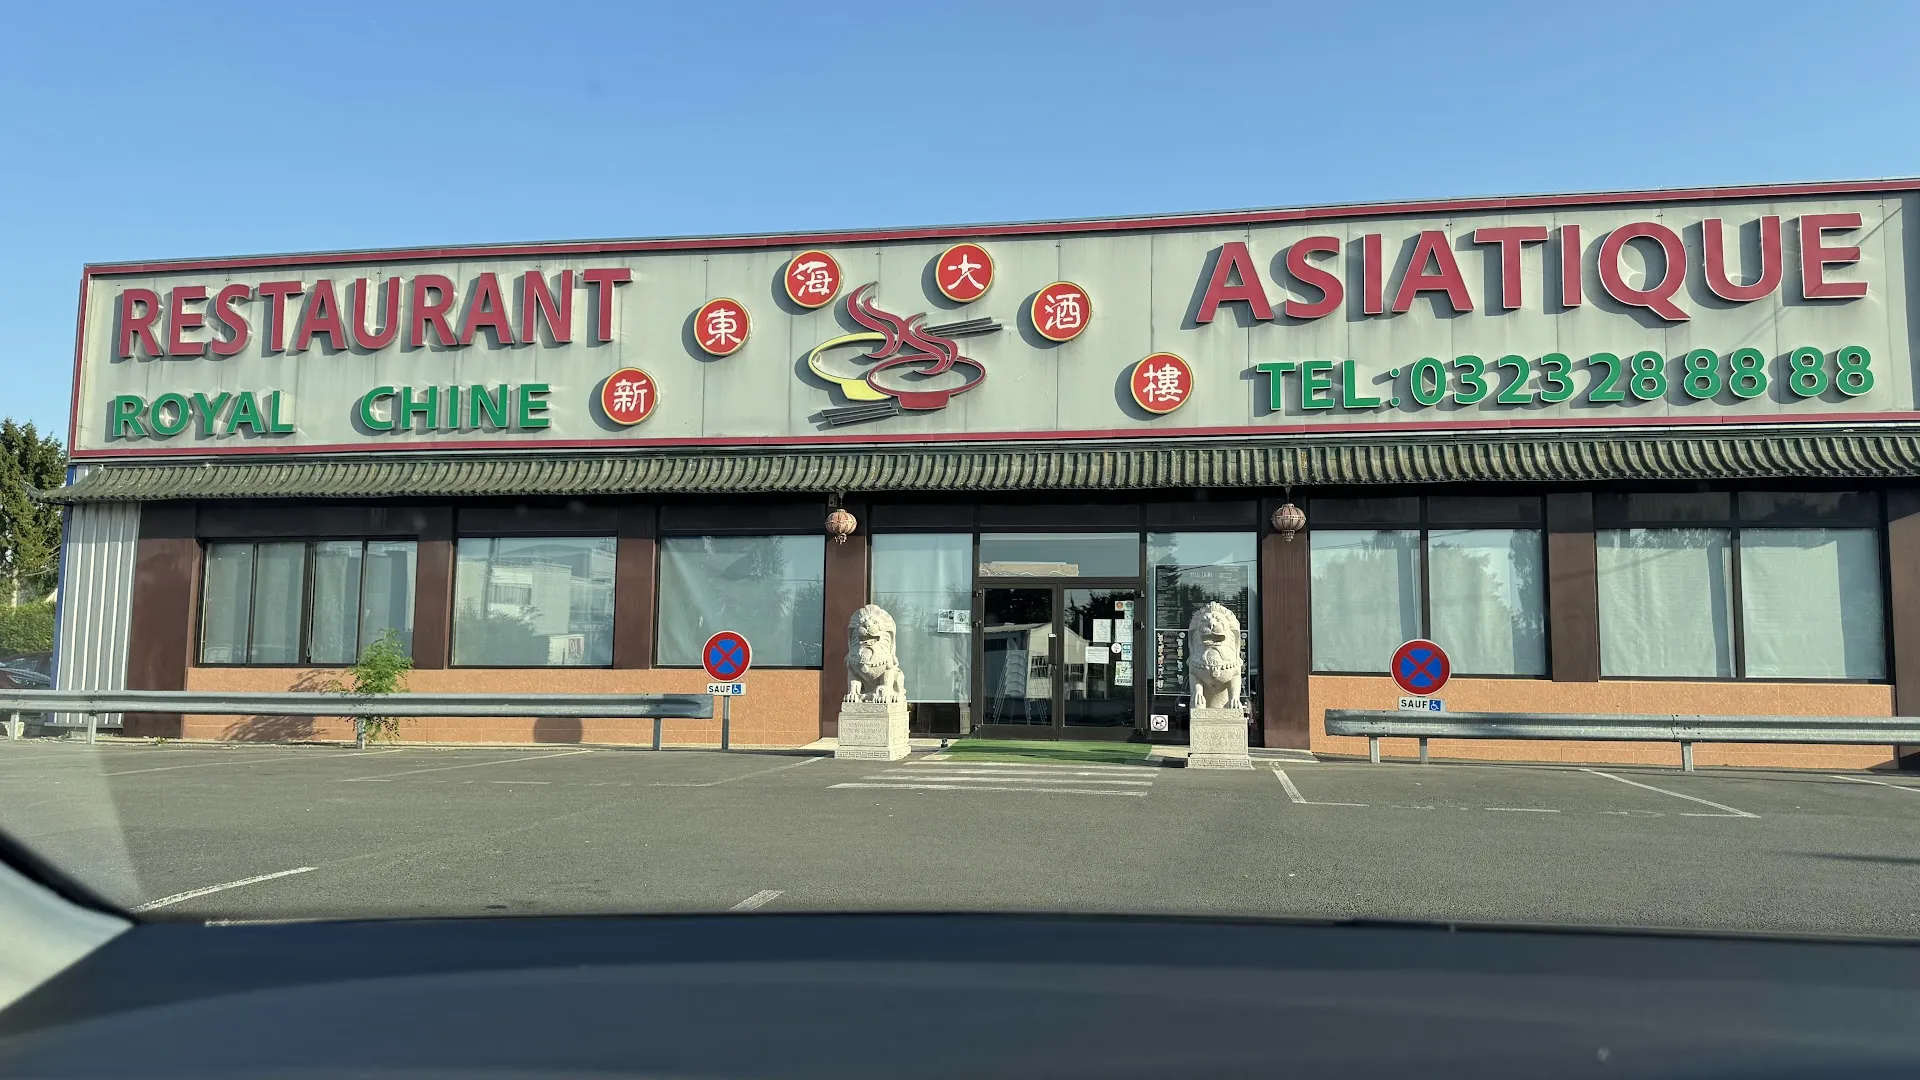 RESTAURANT
ROYAL CHINE
新東海大酒樓
ASIATIQUE
TEL:0323288888
SAUF
SAUF